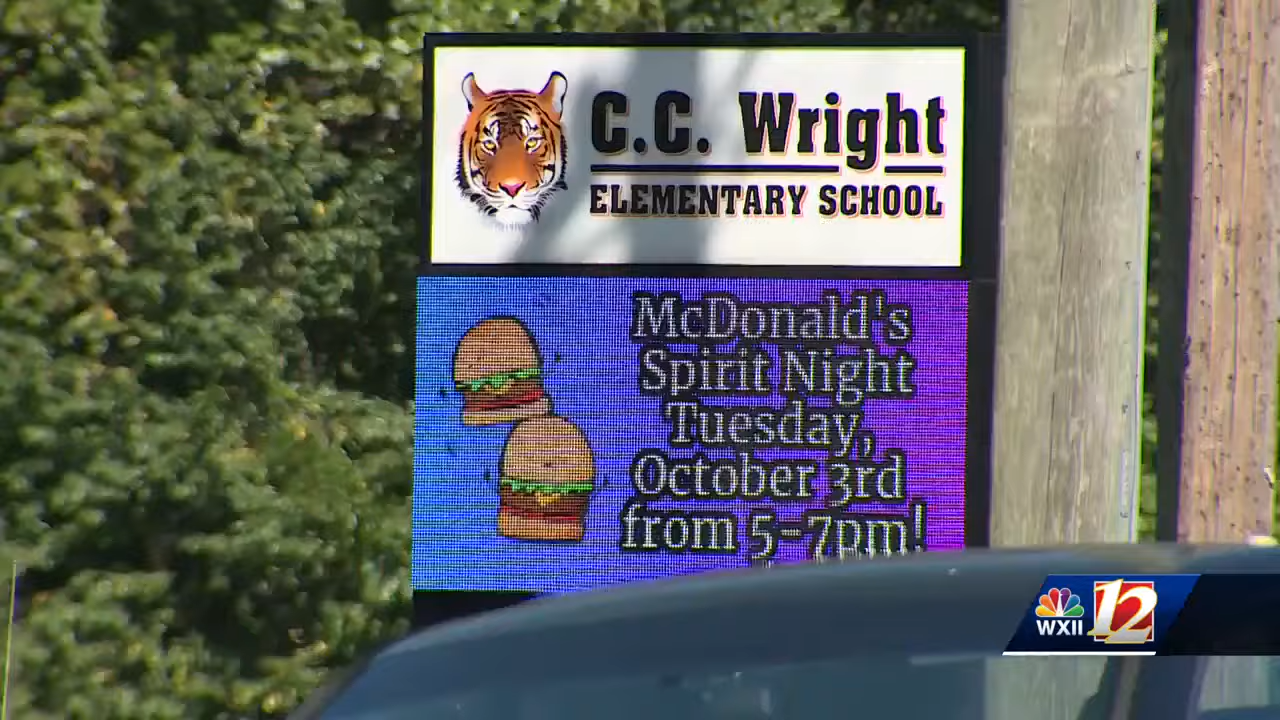 C.C. Wright
ELEMENTARY SCHOOL
McDonald's
Spirit Night
Tuesday,
October 3rd
from 5-7pm!
WXII 12